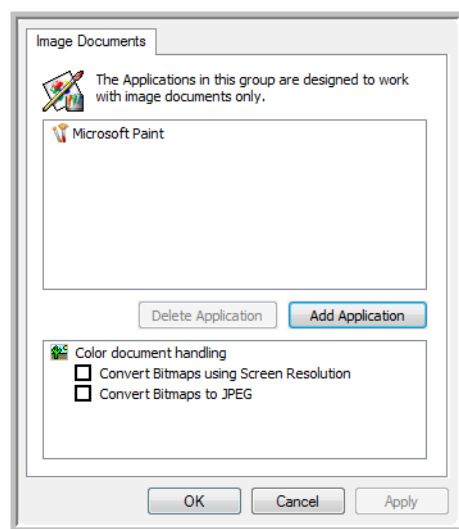 Image Documents
The Applications in this group are designed to work
with image documents only.
Microsoft Paint
Delete Application
Add Application
Color document handling
Convert Bitmaps using Screen Resolution
Convert Bitmaps to JPEG
OK
Cancel
Apply